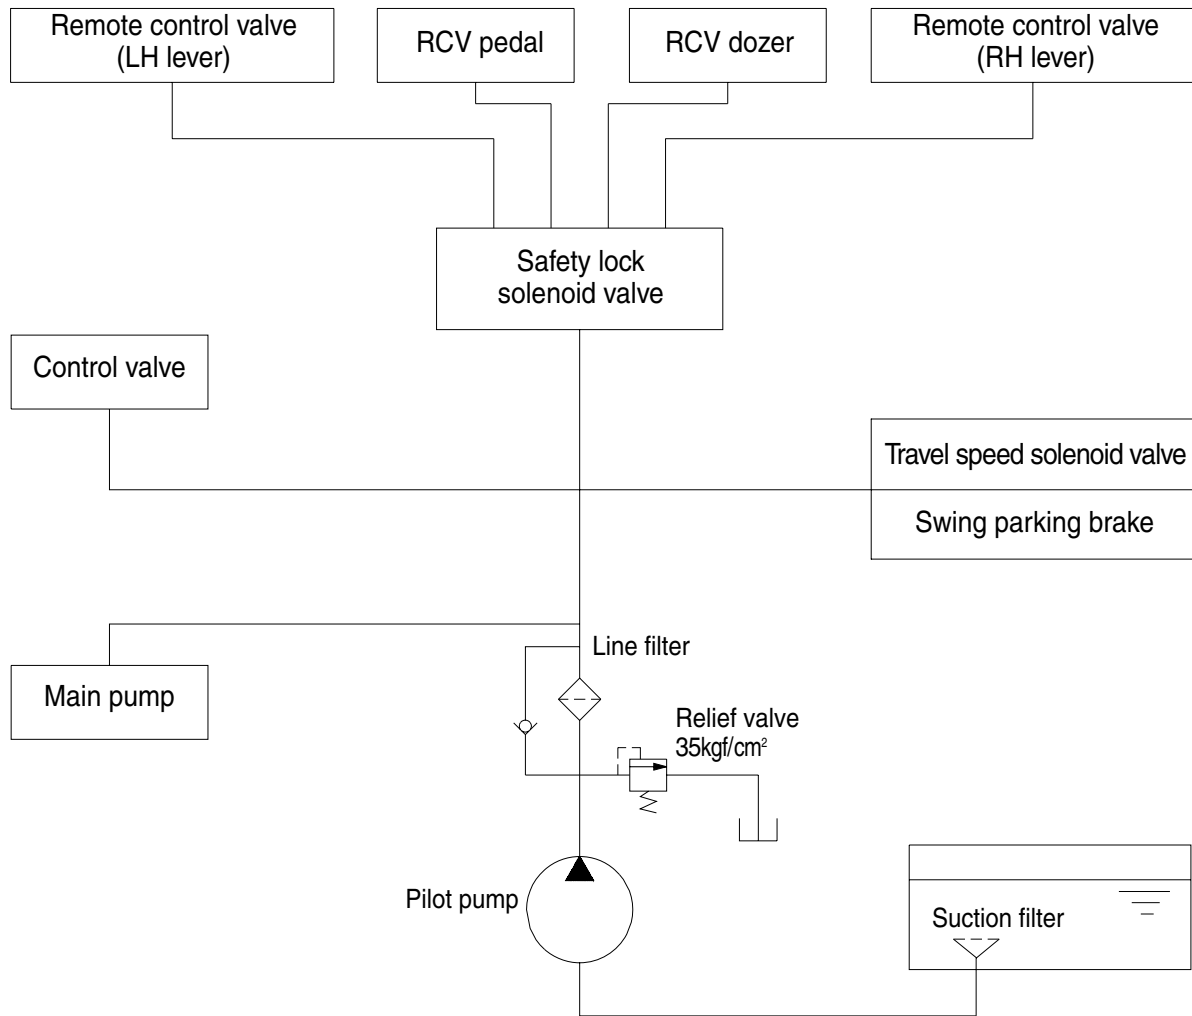 Remote control valve
(LH lever)
RCV pedal
RCV dozer
Remote control valve
(RH lever)
Safety lock
solenoid valve
Control valve
Travel speed solenoid valve
Swing parking brake
Line filter
Main pump
Relief valve
35kgf/cm²
Pilot pump
Suction filter